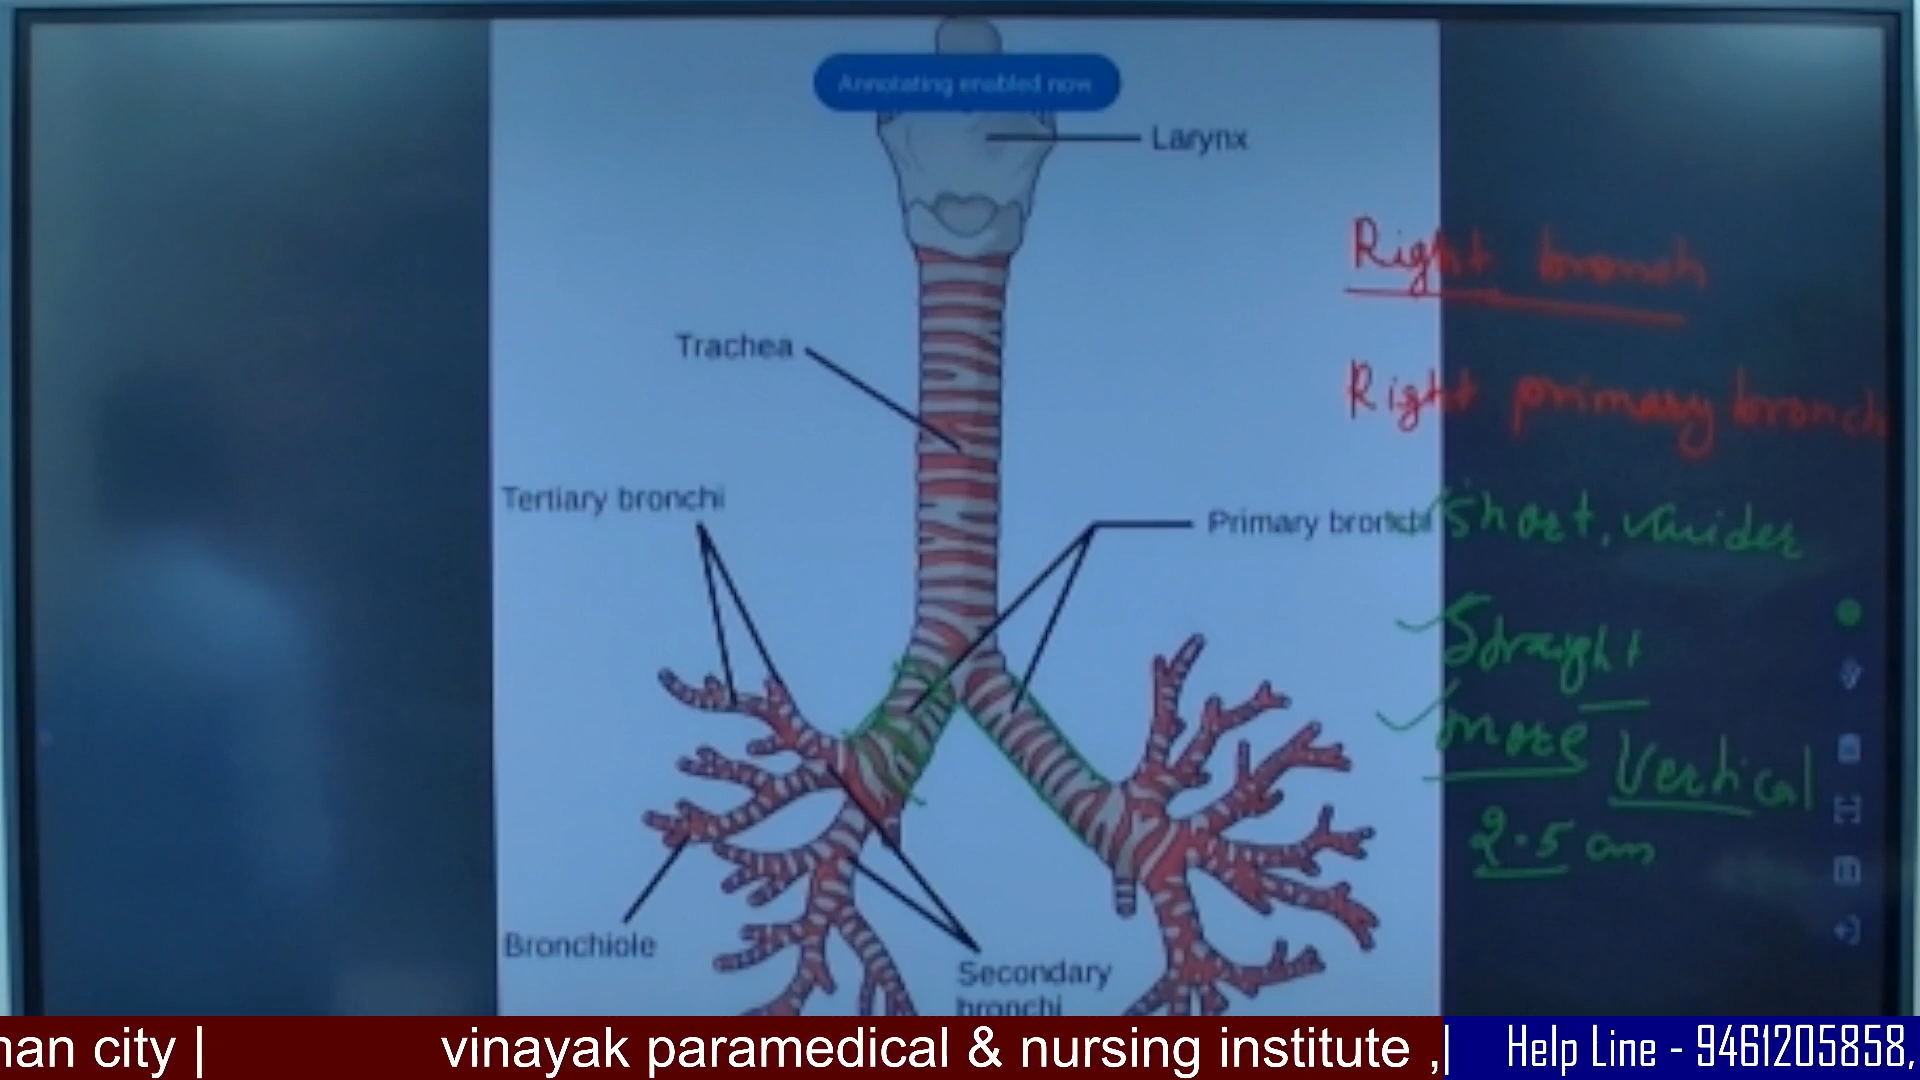 Annotating enabled now
Larynx
Right bronch
Trachea
Right primary bronch
Tertiary bronchi
Primary bronchi
short, wider
Straight
more Vertical
2.5 cm
Bronchiole
Secondary
bronchi
man city |
vinayak paramedical & nursing institute ,|
Help Line - 9461205858,